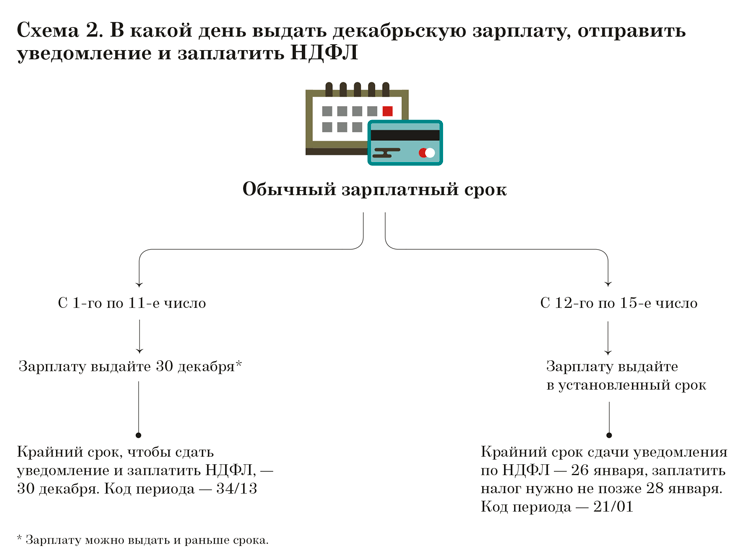 Схема 2. В какой день выдать декабрьскую зарплату, отправить
уведомление и заплатить НДФЛ
Обычный зарплатный срок
С 1-го по 11-е число
Зарплату выдайте 30 декабря*
Крайний срок, чтобы сдать
уведомление и заплатить НДФЛ, —
30 декабря. Код периода — 34/13
С 12-го по 15-е число
Зарплату выдайте
в установленный срок
Крайний срок сдачи уведомления
по НДФЛ — 26 января, заплатить
налог нужно не позже 28 января.
Код периода — 21/01
* Зарплату можно выдать и раньше срока.